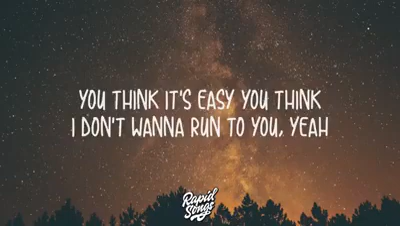 YOU THINK IT'S EASY YOU THINK
I DON'T WANNA RUN TO YOU, YEAH
Rapid
Songs